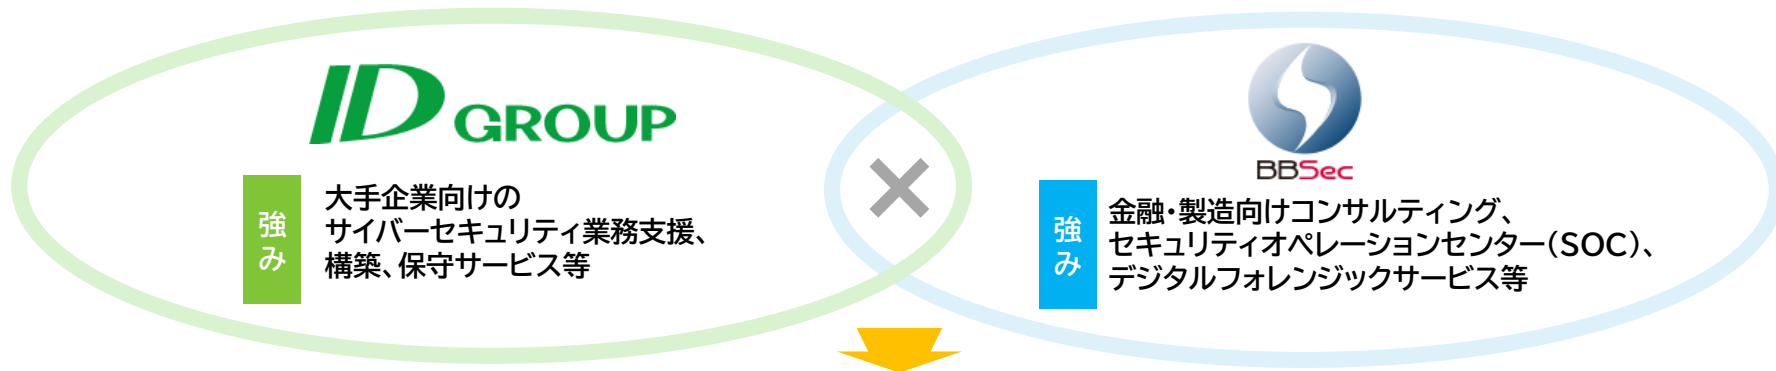 ID GROUP
強み
大手企業向けの
サイバーセキュリティ業務支援、
構築、保守サービス等
×
BBSec
強み
金融・製造向けコンサルティング、
セキュリティオペレーションセンター(SOC)、
デジタルフォレンジックサービス等